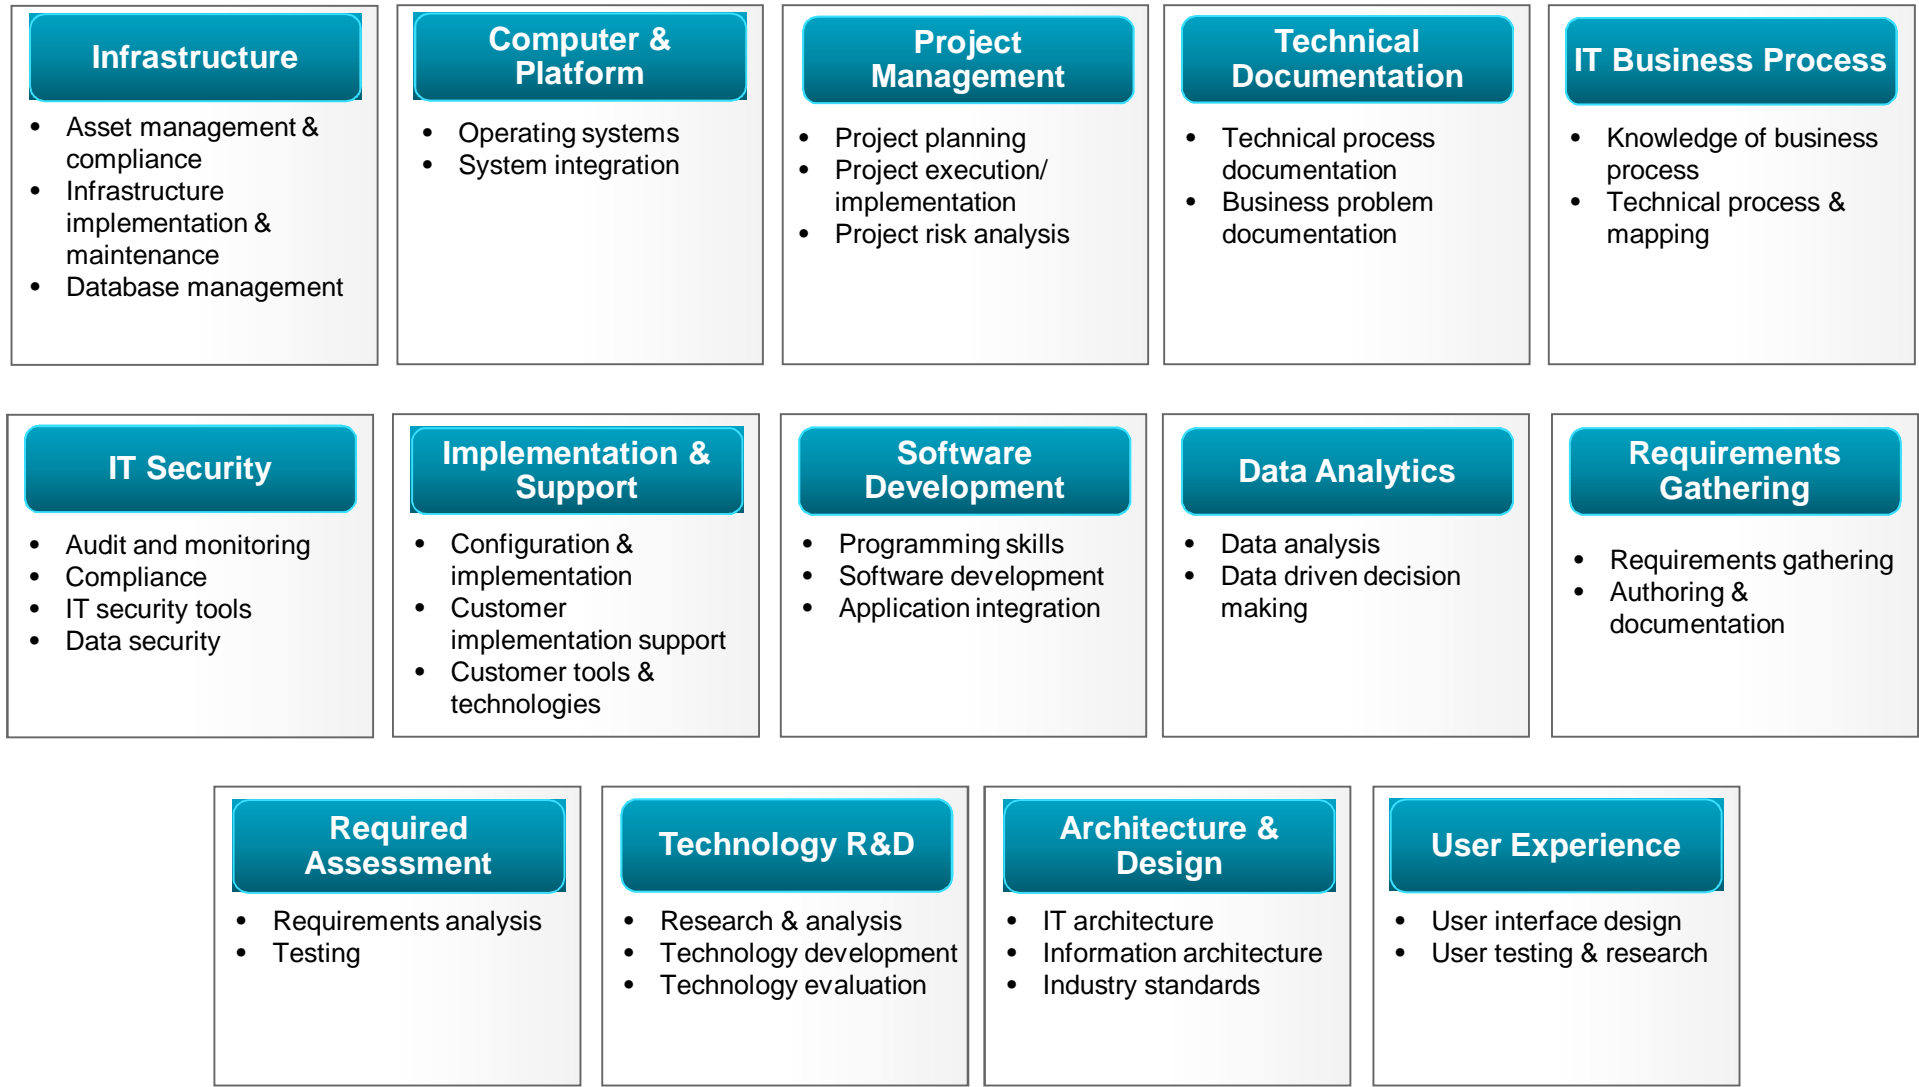 Infrastructure
• Asset management &
compliance
• Infrastructure
implementation &
maintenance
• Database management
Computer &
Platform
• Operating systems
• System integration
Project
Management
• Project planning
• Project execution/
implementation
• Project risk analysis
Technical
Documentation
• Technical process
documentation
• Business problem
documentation
IT Business Process
• Knowledge of business
process
• Technical process &
mapping
IT Security
• Audit and monitoring
• Compliance
• IT security tools
• Data security
Implementation &
Support
• Configuration &
implementation
• Customer
implementation support
• Customer tools &
technologies
Software
Development
• Programming skills
• Software development
• Application integration
Data Analytics
• Data analysis
• Data driven decision
making
Requirements
Gathering
• Requirements gathering
• Authoring &
documentation
Required
Assessment
• Requirements analysis
• Testing
Technology R&D
• Research & analysis
• Technology development
• Technology evaluation
Architecture &
Design
• IT architecture
• Information architecture
• Industry standards
User Experience
• User interface design
• User testing & research